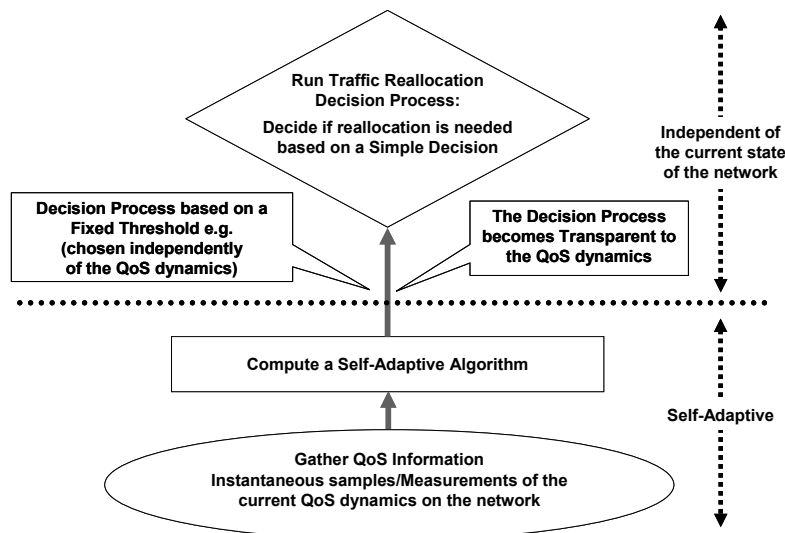 Run Traffic Reallocation
Decision Process:
Decide if reallocation is needed
based on a Simple Decision
Independent of
the current state
of the network
Decision Process based on a
Fixed Threshold e.g.
(chosen independently
of the QoS dynamics)
The Decision Process
becomes Transparent to
the QoS dynamics
Compute a Self-Adaptive Algorithm
Self-Adaptive
Gather QoS Information
Instantaneous samples/Measurements of the
current QoS dynamics on the network